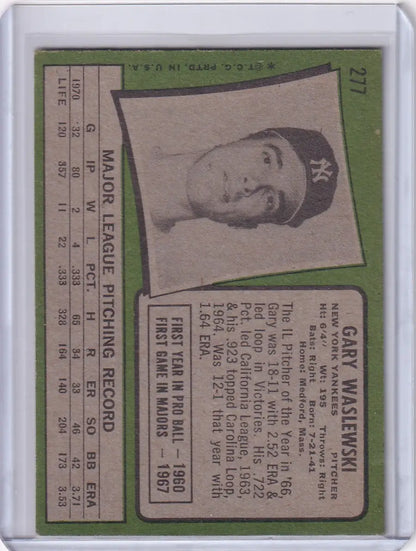 277
GARY WASLEWSKI
NEW YORK YANKEES PITCHER
Ht: 6'4" Wt: 195 Throws: Right
Bats: Right Born: 7-21-41
Home: Medford, Mass.
The IL Pitcher of the Year in '66,
Gary was 18-11 with 2.52 ERA &
led loop in Victories. His .722
Pct. led California League, 1963,
& his .923 topped Carolina Loop,
1964. Was 12-1 that year with
1.64 ERA.
FIRST YEAR IN PRO BALL — 1960
FIRST GAME IN MAJORS — 1967
NY
MAJOR LEAGUE PITCHING RECORD
G IP W L PCT. H R ER SO BB ERA
1970 32 80 2 4 .333 65 34 33 46 42 3.71
LIFE 120 357 11 22 .333 328 164 140 204 173 3.53
* © T.C.G. PRTD. IN U.S.A.